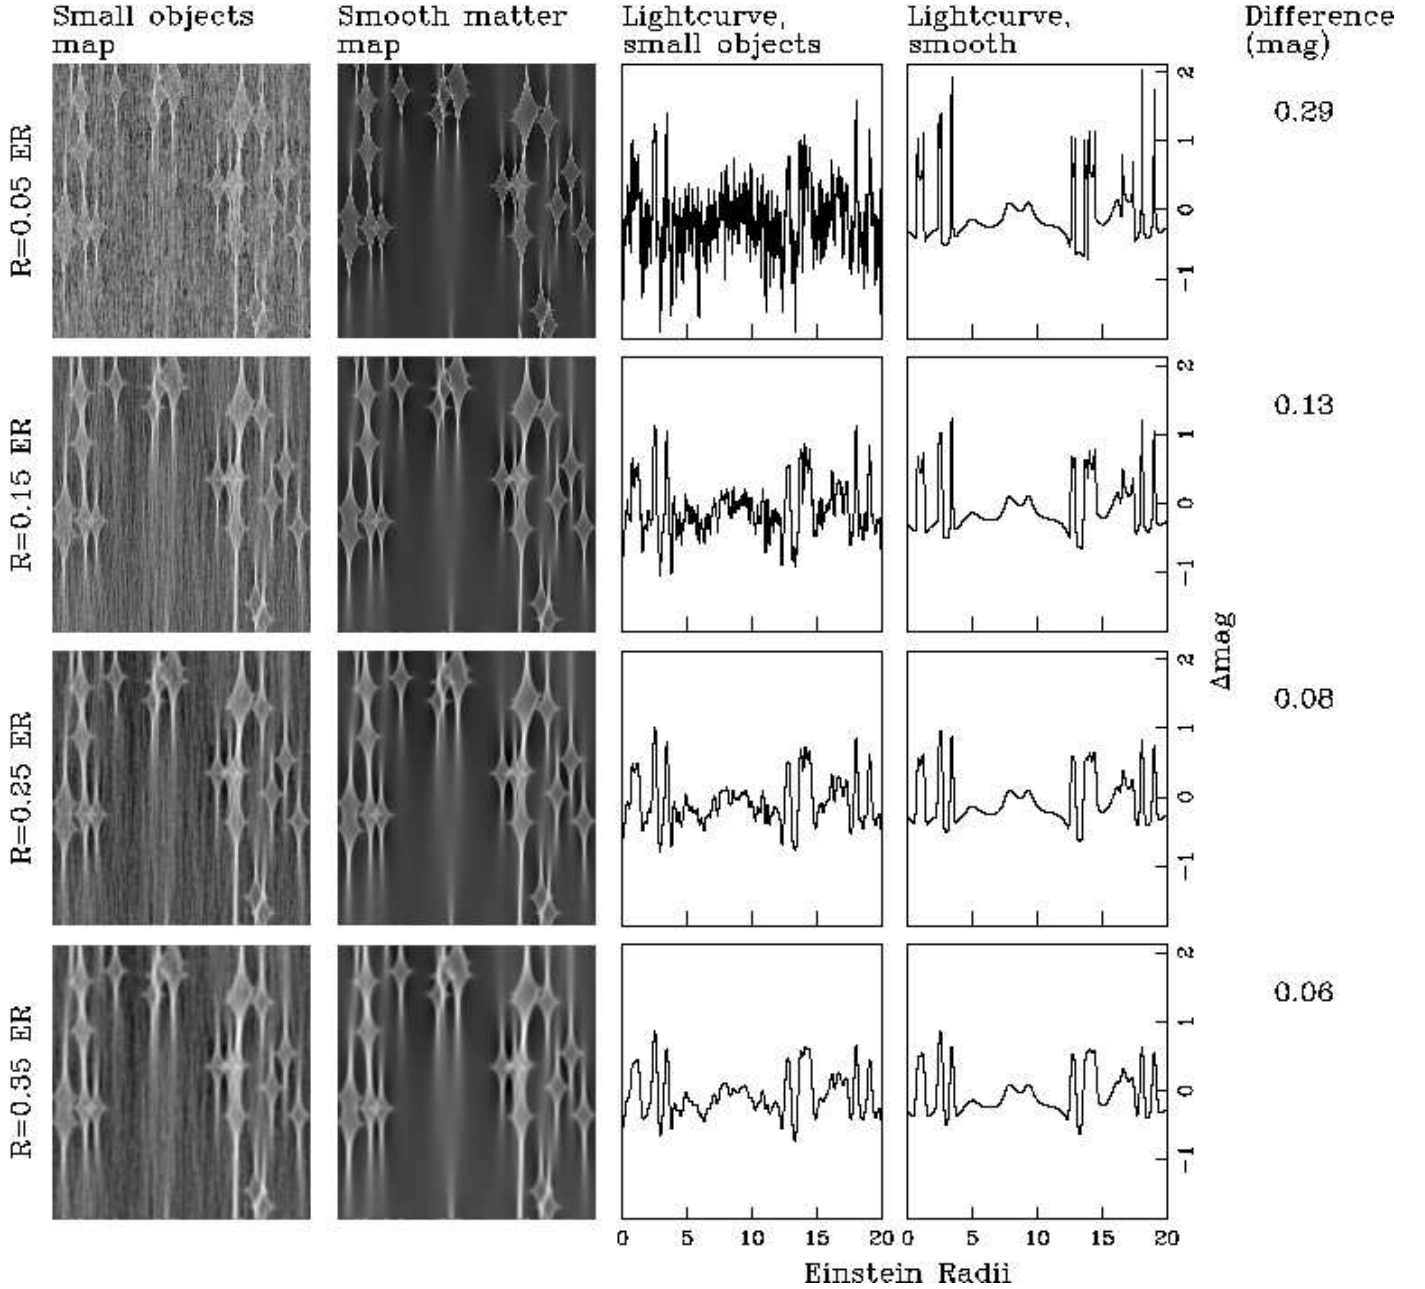 Small objects
map
Smooth matter
map
Lightcurve,
small objects
Lightcurve,
smooth
Difference
(mag)
R=0.05 ER
2
1
0
-1
0.29
R=0.15 ER
2
1
0
-1
0.13
R=0.25 ER
2
1
0
-1
Δmag
0.08
R=0.35 ER
2
1
0
-1
0.06
0 5 10 15 20 0 5 10 15 20
Einstein Radii